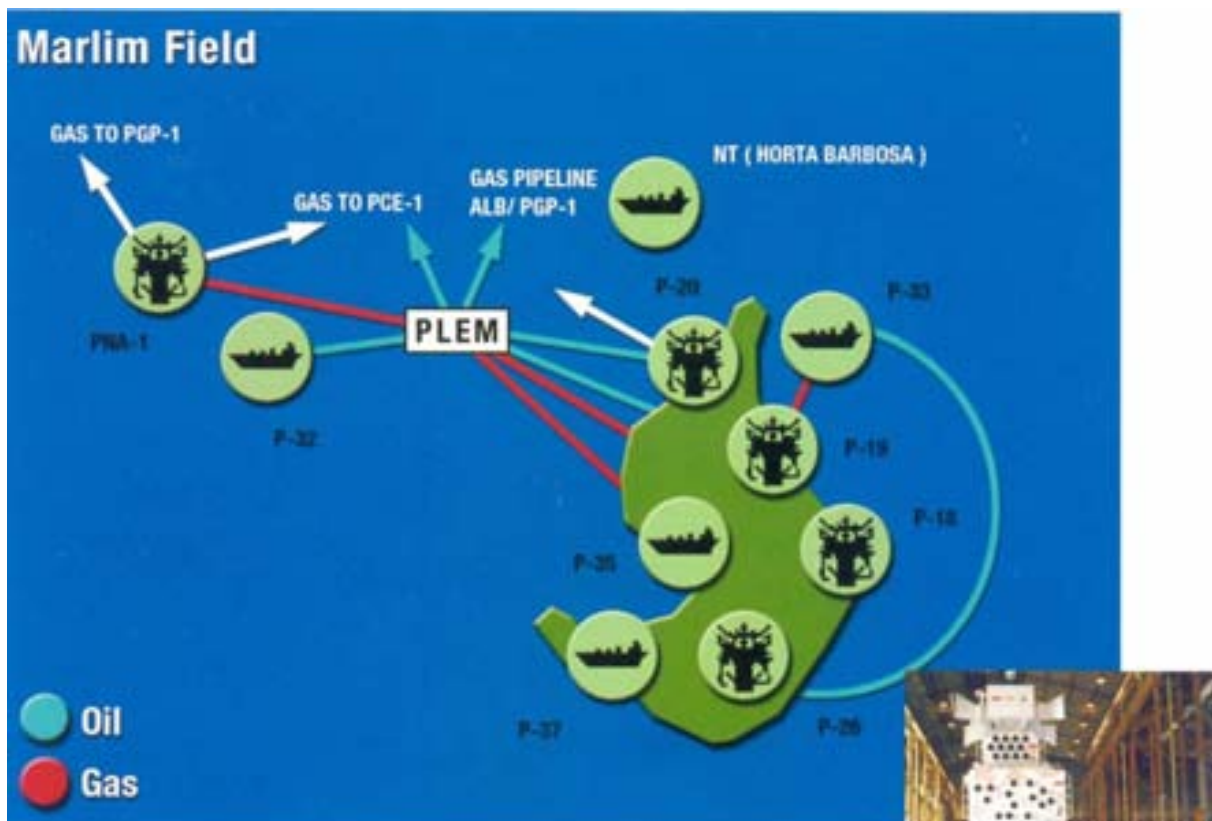 Marlim Field
GAS TO PGP-1
NT ( HORTA BARBOSA )
GAS PIPELINE
ALB/ PGP-1
GAS TO PCE-1
P-20
P-33
PLEM
PNA-1
P-32
P-19
P-18
P-35
P-37
P-26
Oil
Gas